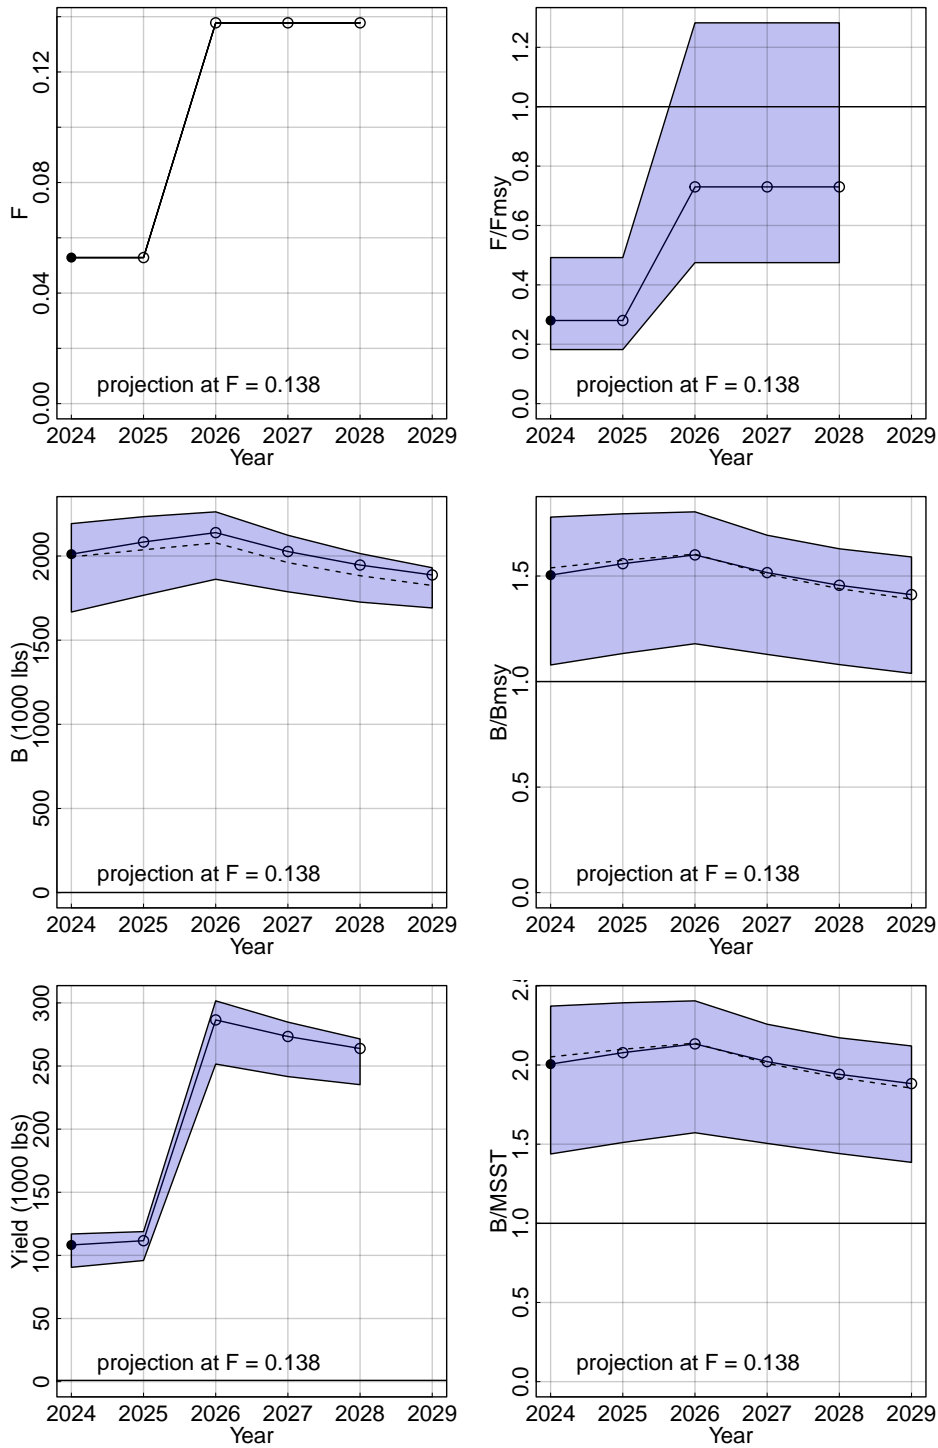 F
0.12
0.08
0.04
0.00
projection at F = 0.138
2024 2025 2026 2027 2028 2029
Year
F/Fmsy
1.2
1.0
0.8
0.6
0.4
0.2
0.0
projection at F = 0.138
2024 2025 2026 2027 2028 2029
Year
B (1000 lbs)
2000
1500
1000
500
0
projection at F = 0.138
2024 2025 2026 2027 2028 2029
Year
B/Bmsy
1.5
1.0
0.5
0.0
projection at F = 0.138
2024 2025 2026 2027 2028 2029
Year
Yield (1000 lbs)
300
250
200
150
100
50
0
projection at F = 0.138
2024 2025 2026 2027 2028 2029
Year
B/MSST
2.0
1.5
1.0
0.5
0.0
projection at F = 0.138
2024 2025 2026 2027 2028 2029
Year